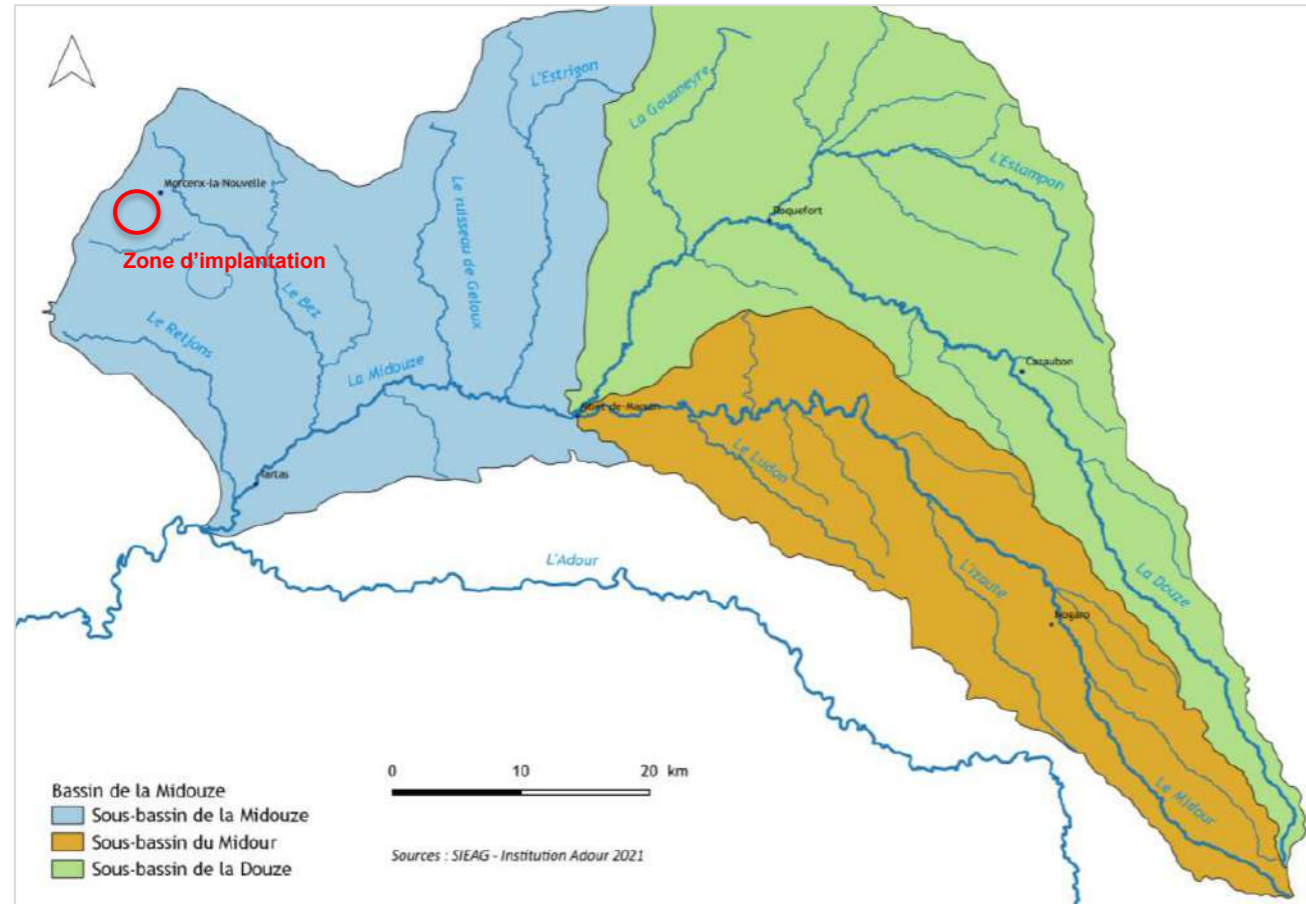 L'Estrigon
La Gouaneyre
L'Estampon
Morcenx-la-Nouvelle
Roquefort
Le ruisseau de Geloux
Zone d'implantation
Le Bez
Le Retjons
La Midouze
Cazaubon
Mont-de-Marsan
Le Ludon
Tartas
L'Adour
L'Izaute
La Douze
Nogaro
Le Midour
0 10 20 km
Bassin de la Midouze
Sous-bassin de la Midouze
Sous-bassin du Midour
Sous-bassin de la Douze
Sources : SIEAG - Institution Adour 2021